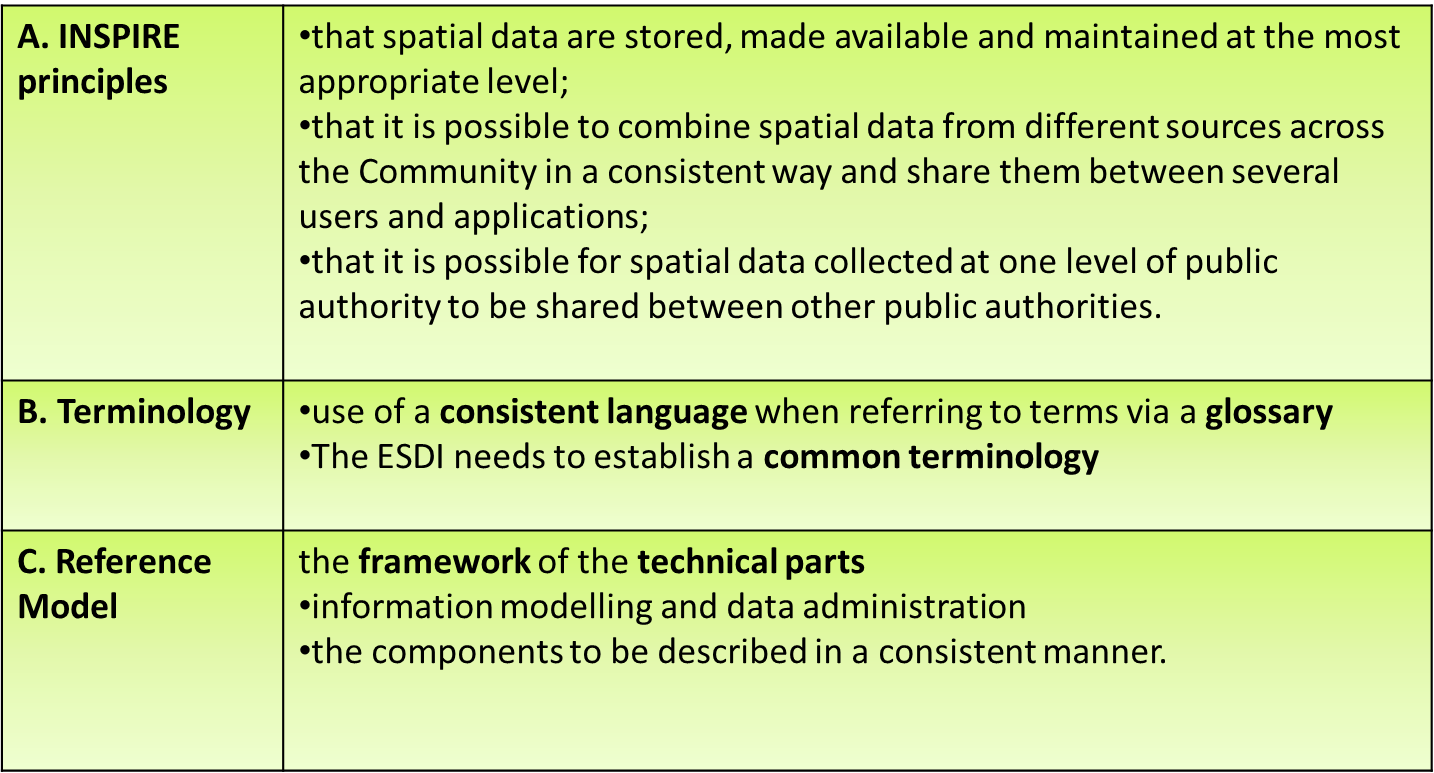 A. INSPIRE
principles
•that spatial data are stored, made available and maintained at the most
appropriate level;
•that it is possible to combine spatial data from different sources across
the Community in a consistent way and share them between several
users and applications;
•that it is possible for spatial data collected at one level of public
authority to be shared between other public authorities.
B. Terminology
•use of a consistent language when referring to terms via a glossary
•The ESDI needs to establish a common terminology
C. Reference
Model
the framework of the technical parts
•information modelling and data administration
•the components to be described in a consistent manner.